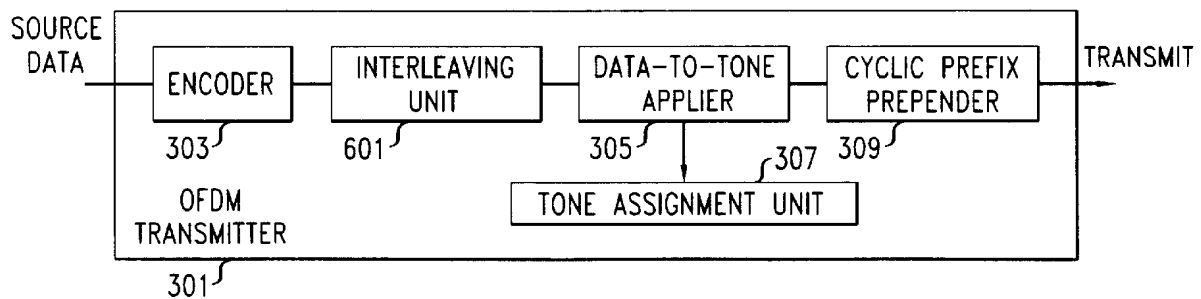 SOURCE
DATA
ENCODER
303
INTERLEAVING
UNIT
601
DATA-TO-TONE
APPLIER
305
CYCLIC PREFIX
PREPENDER
309
TRANSMIT
307
TONE ASSIGNMENT UNIT
OFDM
TRANSMITTER
301